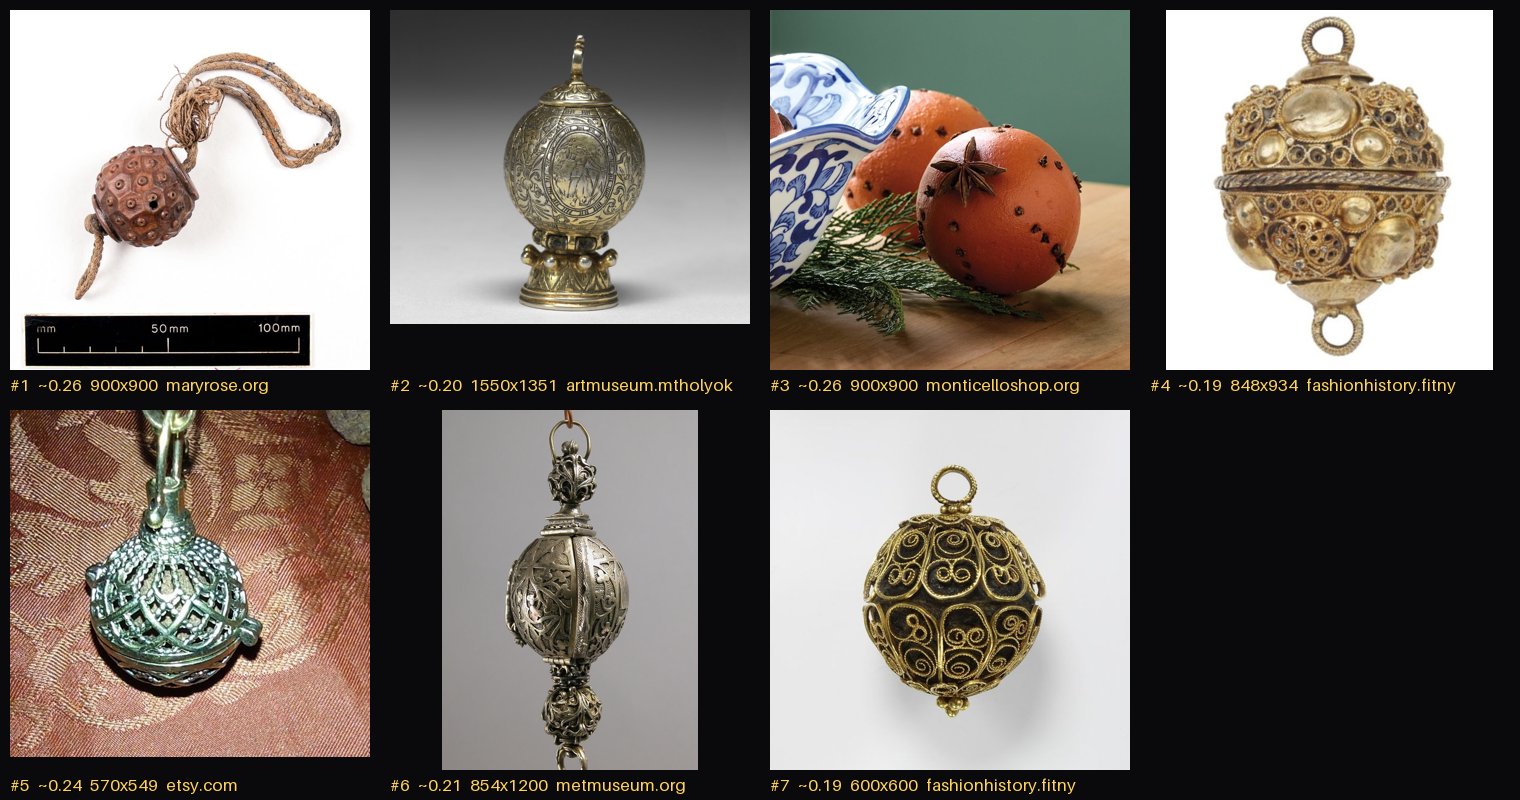 mm 50mm 100mm
#1 ~0.26 900x900 maryrose.org
#2 ~0.20 1550x1351 artmuseum.mtholyok
#3 ~0.26 900x900 monticelloshop.org
#4 ~0.19 848x934 fashionhistory.fitny
#5 ~0.24 570x549 etsy.com
#6 ~0.21 854x1200 metmuseum.org
#7 ~0.19 600x600 fashionhistory.fitny